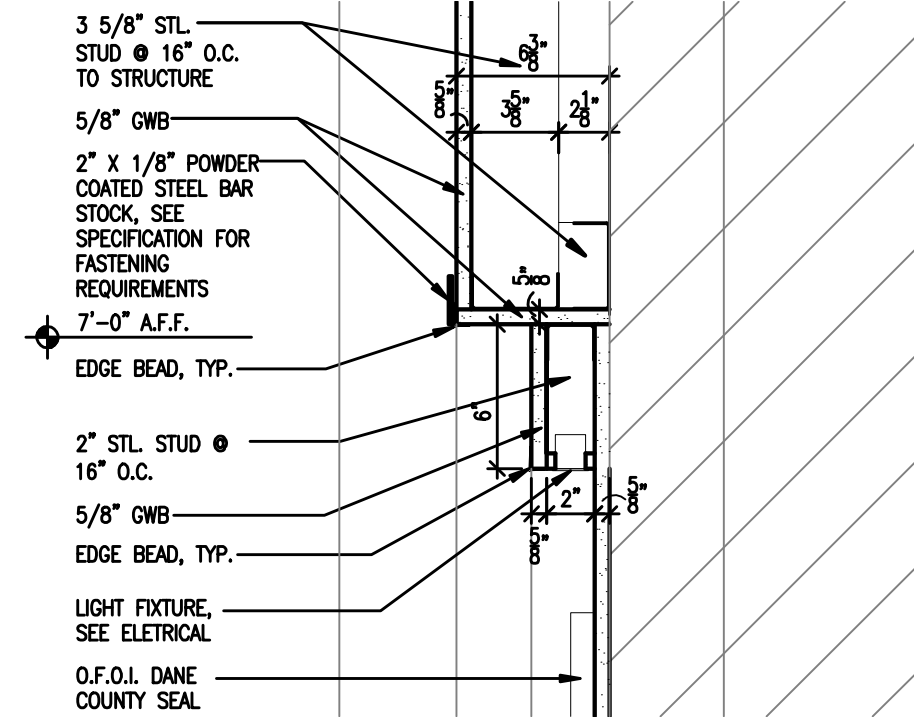 3 5/8" STL.
STUD @ 16" O.C.
TO STRUCTURE
5/8" GWB
2" X 1/8" POWDER
COATED STEEL BAR
STOCK, SEE
SPECIFICATION FOR
FASTENING
REQUIREMENTS
7'-0" A.F.F.
EDGE BEAD, TYP.
2" STL. STUD @
16" O.C.
5/8" GWB
EDGE BEAD, TYP.
LIGHT FIXTURE,
SEE ELETRICAL
O.F.O.I. DANE
COUNTY SEAL
6 3/8"
5/8"
3 5/8"
2 1/8"
5/8"
6"
2"
5/8"
5/8"